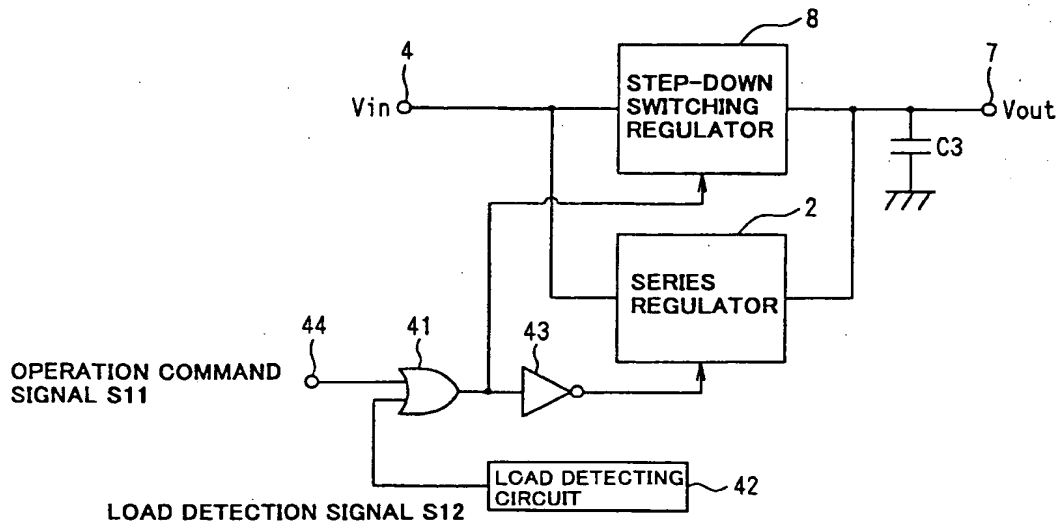 8
4
7
Vin
STEP-DOWN
SWITCHING
REGULATOR
Vout
C3
2
SERIES
REGULATOR
44
41
43
OPERATION COMMAND
SIGNAL S11
LOAD DETECTING
CIRCUIT
42
LOAD DETECTION SIGNAL S12